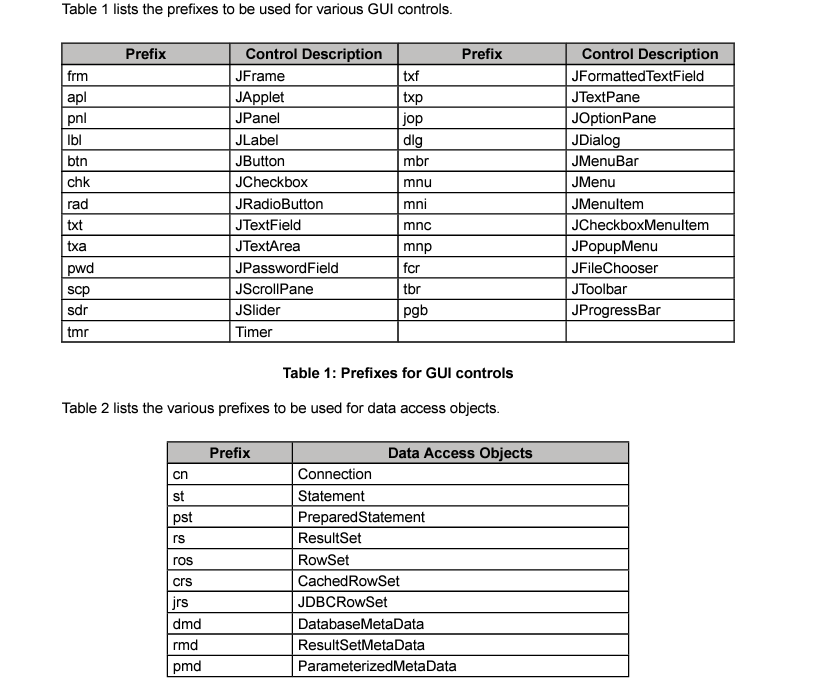 Table 1 lists the prefixes to be used for various GUI controls.
Prefix Control Description Prefix Control Description
frm JFrame txf JFormattedTextField
apl JApplet txp JTextPane
pnl JPanel jop JOptionPane
lbl JLabel dlg JDialog
btn JButton mbr JMenuBar
chk JCheckbox mnu JMenu
rad JRadioButton mni JMenuItem
txt JTextField mnc JCheckboxMenuItem
txa JTextArea mnp JPopupMenu
pwd JPasswordField fcr JFileChooser
scp JScrollPane tbr JToolbar
sdr JSlider pgb JProgressBar
tmr Timer
Table 1: Prefixes for GUI controls
Table 2 lists the various prefixes to be used for data access objects.
Prefix Data Access Objects
cn Connection
st Statement
pst PreparedStatement
rs ResultSet
ros RowSet
crs CachedRowSet
jrs JDBCRowSet
dmd DatabaseMetaData
rmd ResultSetMetaData
pmd ParameterizedMetaData